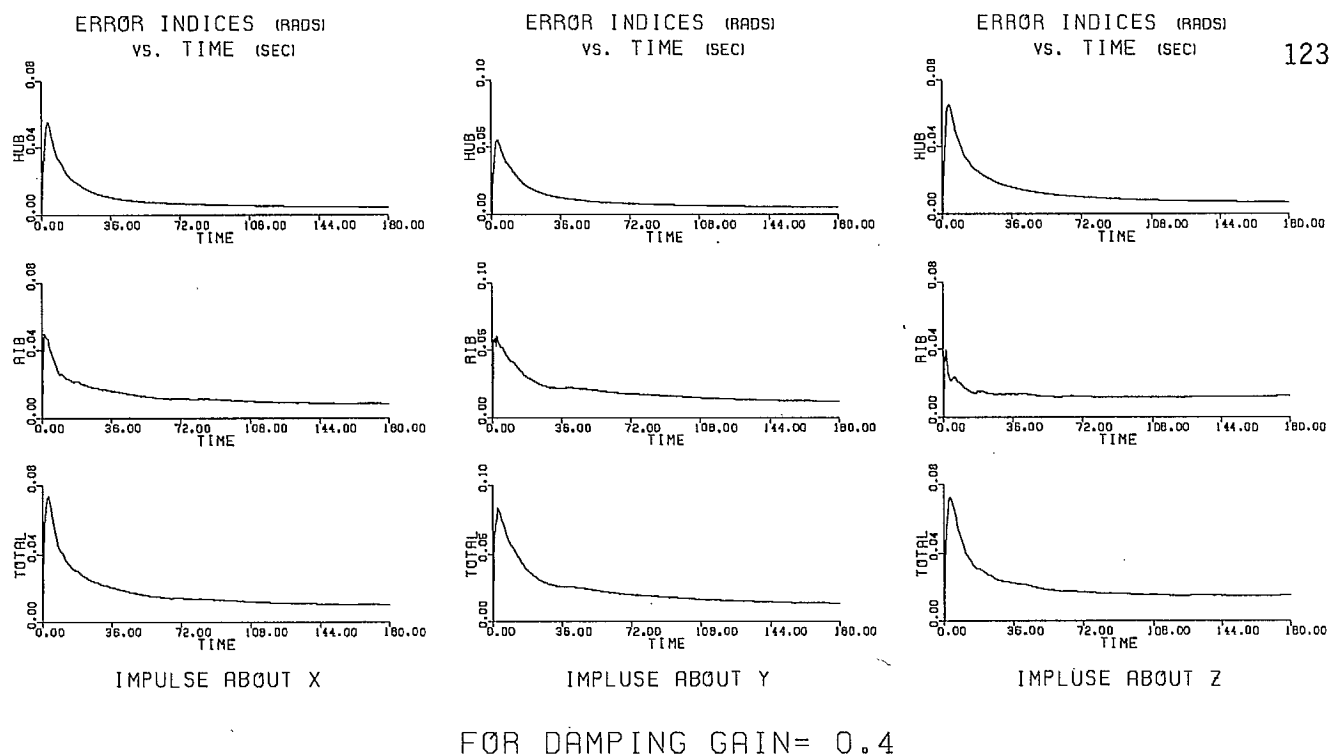 ERROR INDICES (RADS)
VS. TIME (SEC)
ERROR INDICES (RADS)
VS. TIME (SEC)
ERROR INDICES (RADS)
VS. TIME (SEC)
123
HUB
0.00 0.04 0.08
0.00 36.00 72.00 108.00 144.00 180.00
TIME
HUB
0.00 0.05 0.10
0.00 36.00 72.00 108.00 144.00 180.00
TIME
HUB
0.00 0.04 0.08
0.00 36.00 72.00 108.00 144.00 180.00
TIME
RIB
0.00 0.04 0.08
0.00 36.00 72.00 108.00 144.00 180.00
TIME
RIB
0.00 0.05 0.10
0.00 36.00 72.00 108.00 144.00 180.00
TIME
RIB
0.00 0.04 0.08
0.00 36.00 72.00 108.00 144.00 180.00
TIME
TOTAL
0.00 0.04 0.08
0.00 36.00 72.00 108.00 144.00 180.00
TIME
TOTAL
0.00 0.05 0.10
0.00 36.00 72.00 108.00 144.00 180.00
TIME
TOTAL
0.00 0.04 0.08
0.00 36.00 72.00 108.00 144.00 180.00
TIME
IMPULSE ABOUT X
IMPLUSE ABOUT Y
IMPLUSE ABOUT Z
FOR DAMPING GAIN= 0.4